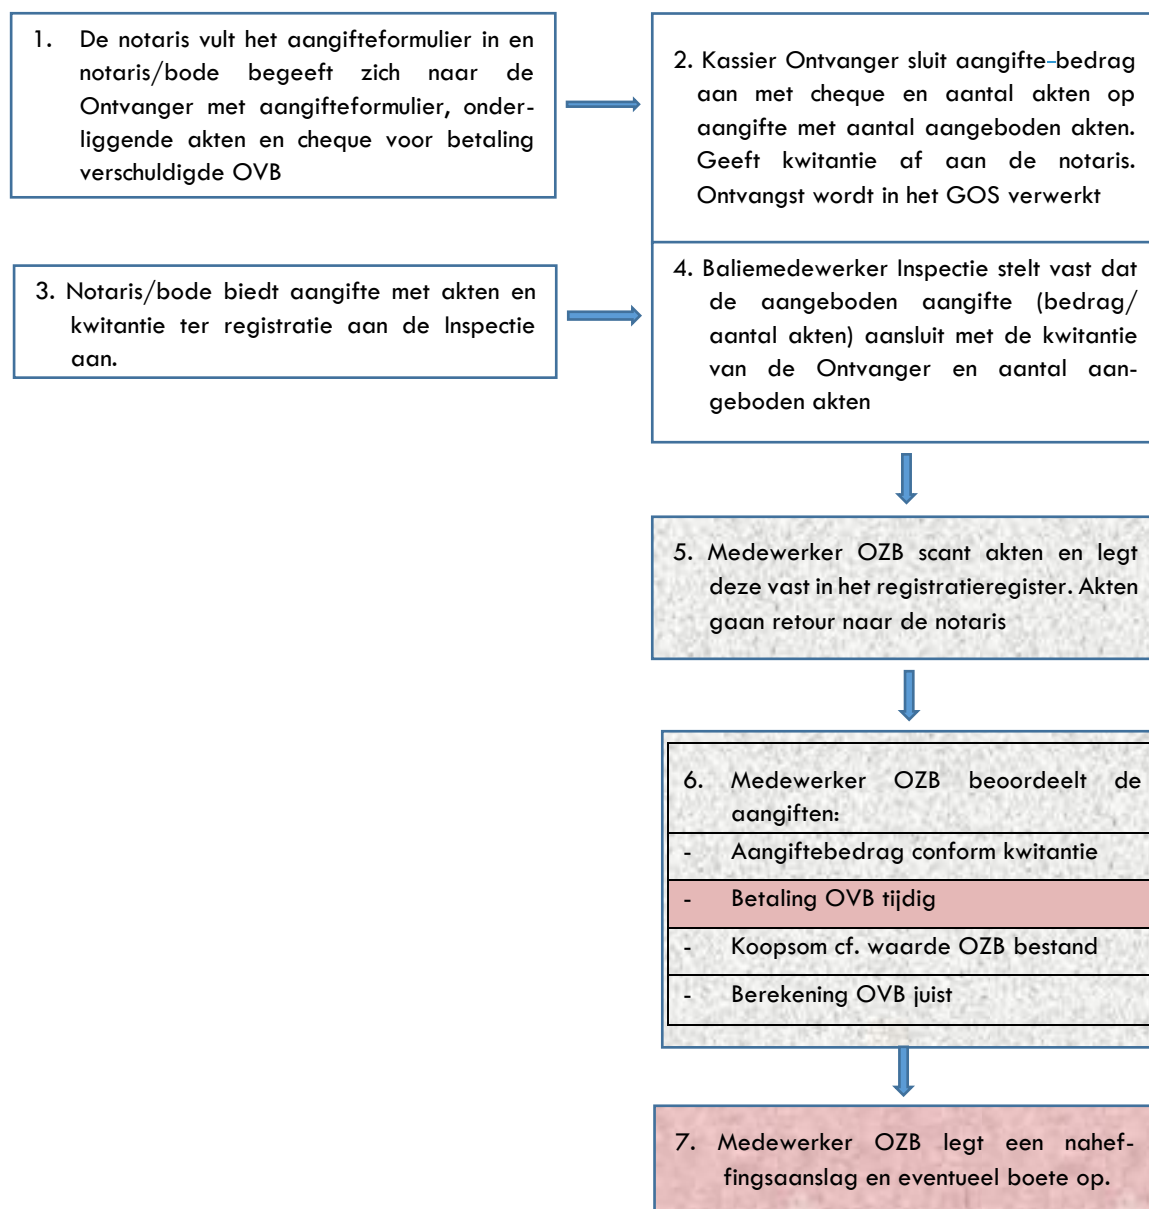 1. De notaris vult het aangifteformulier in en
notaris/bode begeeft zich naar de
Ontvanger met aangifteformulier, onder-
liggende akten en cheque voor betaling
verschuldigde OVB
2. Kassier Ontvanger sluit aangifte-bedrag
aan met cheque en aantal akten op
aangifte met aantal aangeboden akten.
Geeft kwitantie af aan de notaris.
Ontvangst wordt in het GOS verwerkt
3. Notaris/bode biedt aangifte met akten en
kwitantie ter registratie aan de Inspectie
aan.
4. Baliemedewerker Inspectie stelt vast dat
de aangeboden aangifte (bedrag/
aantal akten) aansluit met de kwitantie
van de Ontvanger en aantal aan-
geboden akten
5. Medewerker OZB scant akten en legt
deze vast in het registratieregister. Akten
gaan retour naar de notaris
6. Medewerker OZB beoordeelt de
aangiften:
- Aangiftebedrag conform kwitantie
- Betaling OVB tijdig
- Koopsom cf. waarde OZB bestand
- Berekening OVB juist
7. Medewerker OZB legt een nahef-
fingsaanslag en eventueel boete op.